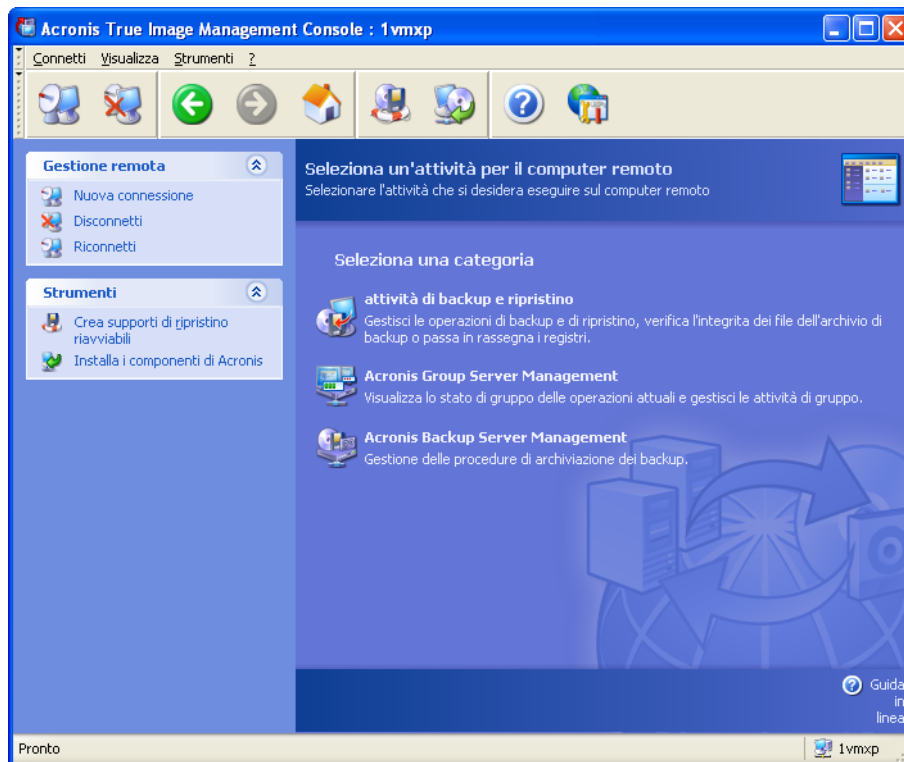 Acronis True Image Management Console : 1vmxp
Connetti Visualizza Strumenti ?
Gestione remota
Nuova connessione
Disconnetti
Riconnetti
Strumenti
Crea supporti di ripristino
riavviabili
Installa i componenti di Acronis
Seleziona un'attività per il computer remoto
Selezionare l'attività che si desidera eseguire sul computer remoto
Seleziona una categoria
attività di backup e ripristino
Gestisci le operazioni di backup e di ripristino, verifica l'integrita dei file dell'archivio di
backup o passa in rassegna i registri.
Acronis Group Server Management
Visualizza lo stato di gruppo delle operazioni attuali e gestisci le attività di gruppo.
Acronis Backup Server Management
Gestione delle procedure di archiviazione dei backup.
Guida
in
linea
Pronto
1vmxp